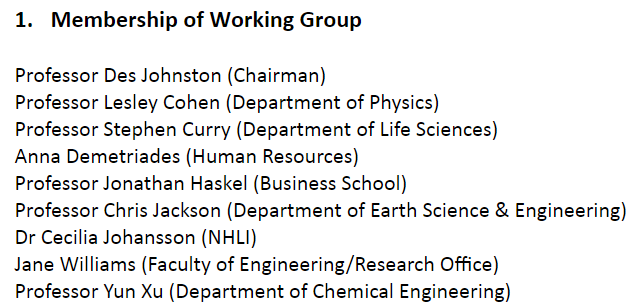 1. Membership of Working Group
Professor Des Johnston (Chairman)
Professor Lesley Cohen (Department of Physics)
Professor Stephen Curry (Department of Life Sciences)
Anna Demetriades (Human Resources)
Professor Jonathan Haskel (Business School)
Professor Chris Jackson (Department of Earth Science & Engineering)
Dr Cecilia Johansson (NHLI)
Jane Williams (Faculty of Engineering/Research Office)
Professor Yun Xu (Department of Chemical Engineering)